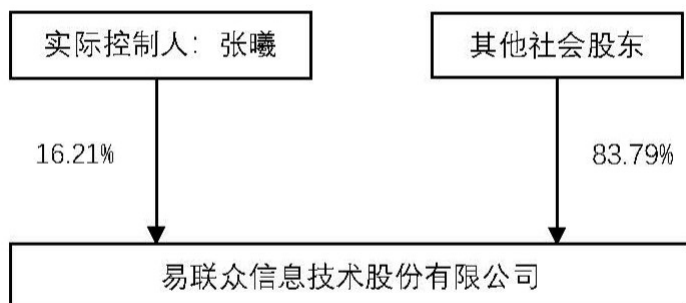 实际控制人：张曦
其他社会股东
16.21%
83.79%
易联众信息技术股份有限公司